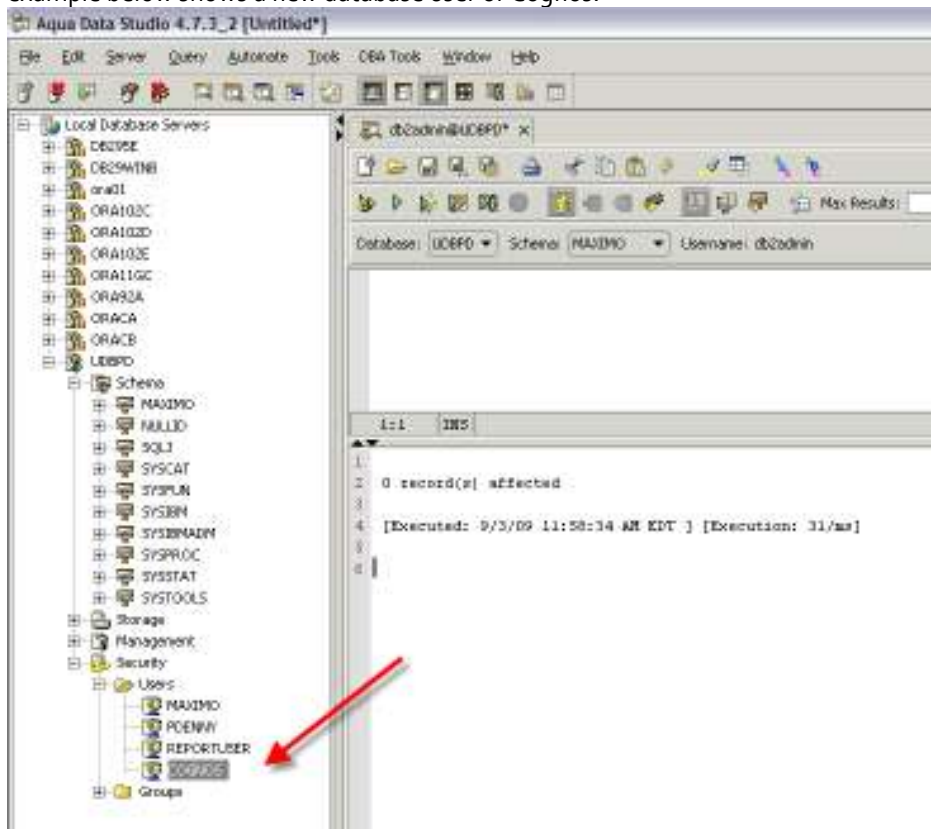 example below shows a new database user of Cognos.
Aqua Data Studio 4.7.3_2 [Untitled*]
File Edit Server Query Automate Tools DBA Tools Window Help
Local Database Servers
DB295E
DB29WINB
ora01
ORA102C
ORA102D
ORA102E
ORA11GC
ORA92A
ORACA
ORACB
UDBPD
Schema
MAXIMO
NULLID
SQLJ
SYSCAT
SYSFUN
SYSIBM
SYSIBMADM
SYSPROC
SYSSTAT
SYSTOOLS
Storage
Management
Security
Users
MAXIMO
PDENNY
REPORTUSER
COGNOS
Groups
db2admin@UDBPD* ×
Max Results:
Database: UDBPD Schema: MAXIMO Username: db2admin
1:1 INS
1
2 0 record(s) affected
3
4 [Executed: 9/3/09 11:58:34 AM EDT ] [Execution: 31/ms]
5
6